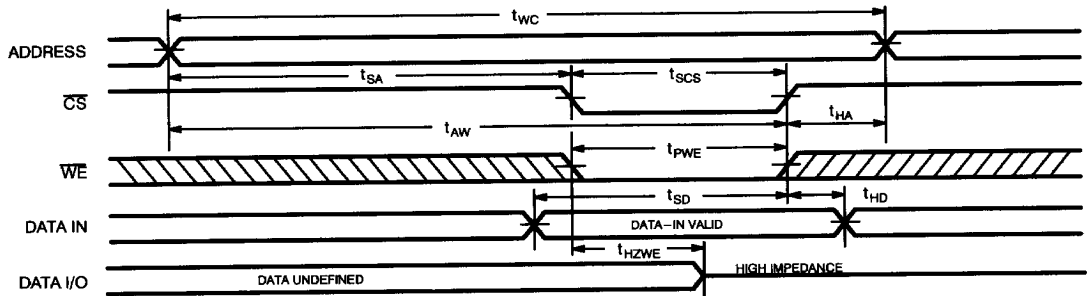 tWC
ADDRESS
tSA
tSCS
CS
tAW
tHA
tPWE
WE
tSD
tHD
DATA IN
DATA-IN VALID
tHZWE
DATA I/O
DATA UNDEFINED
HIGH IMPEDANCE